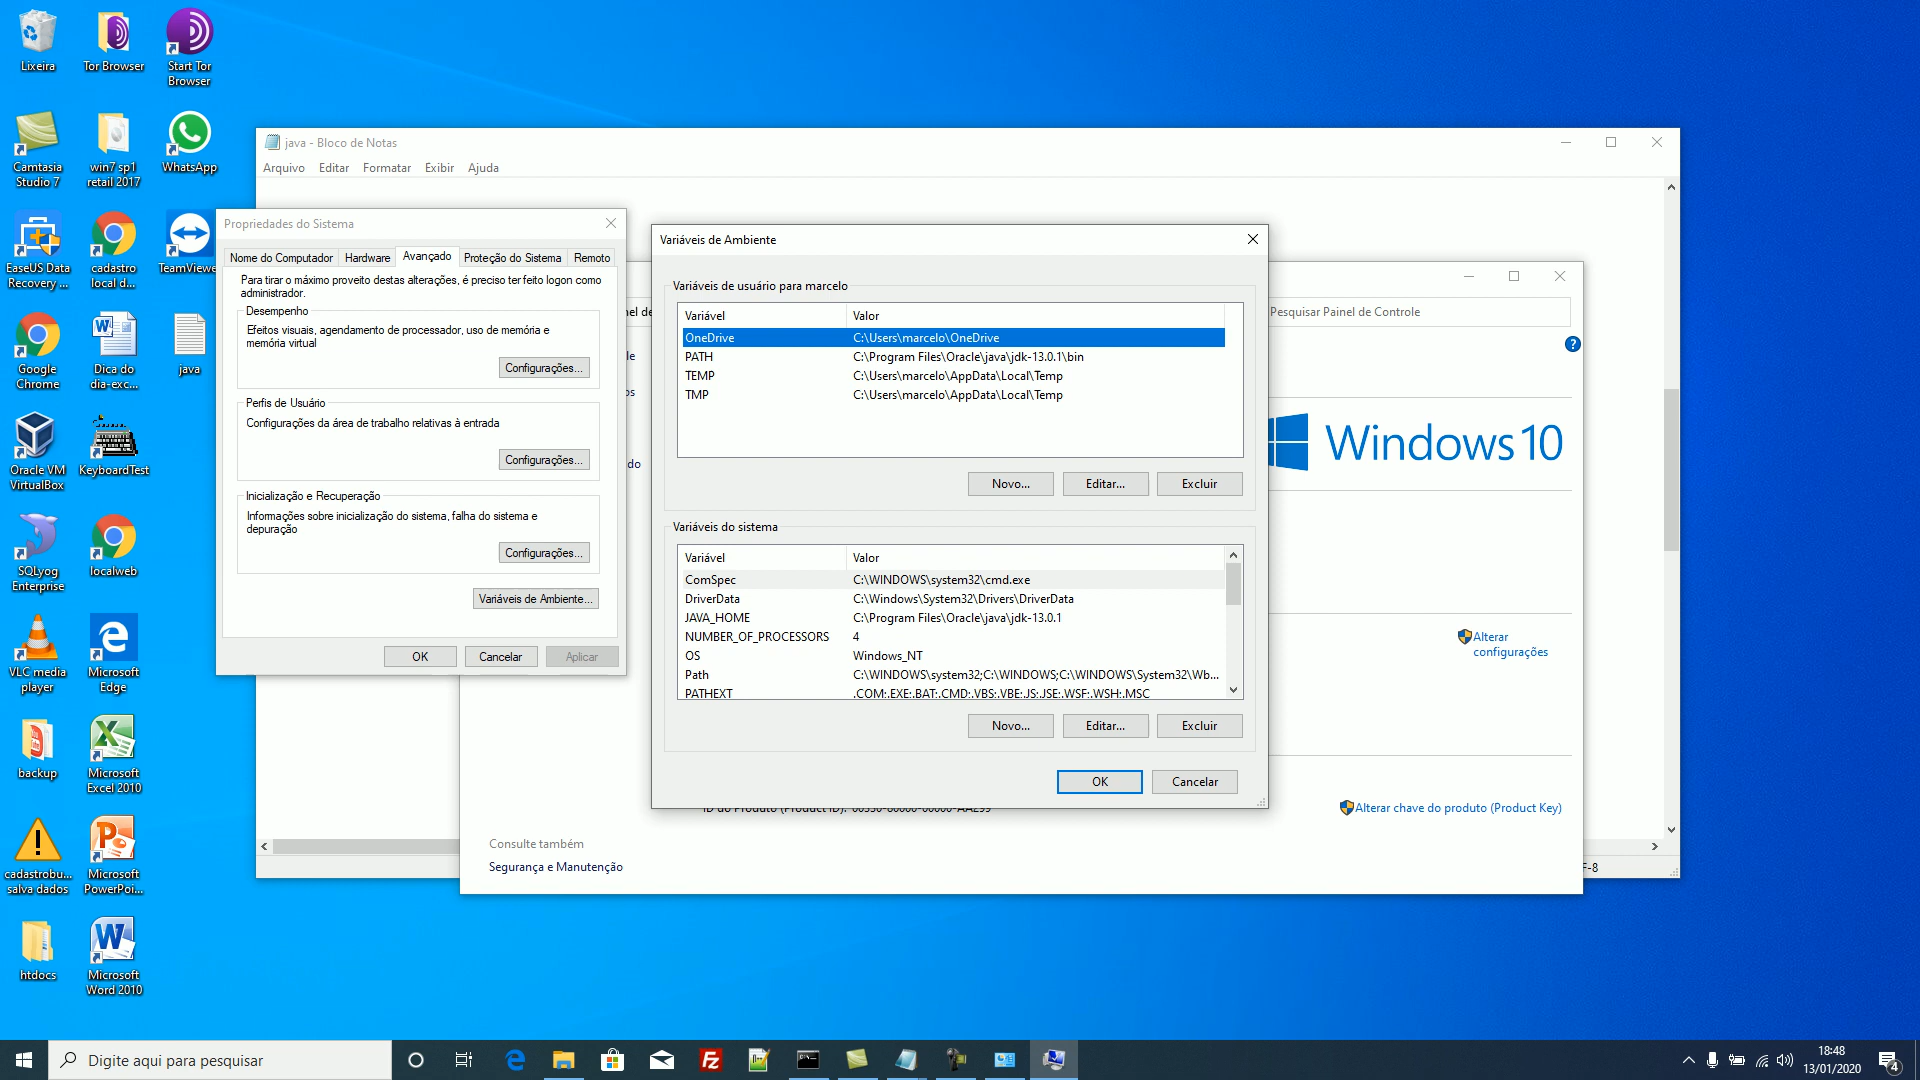 Lixeira
Tor Browser
Start Tor
Browser
Camtasia
Studio 7
win7 sp1
retail 2017
WhatsApp
EaseUS Data
Recovery ...
cadastro
local d...
TeamViewe
Google
Chrome
Dica do
dia-exc...
java
Oracle VM
VirtualBox
KeyboardTest
SQLyog
Enterprise
localweb
VLC media
player
Microsoft
Edge
backup
Microsoft
Excel 2010
cadastrobu...
salva dados
Microsoft
PowerPoi...
htdocs
Microsoft
Word 2010
java - Bloco de Notas
Arquivo Editar Formatar Exibir Ajuda
Propriedades do Sistema
Nome do Computador Hardware Avançado Proteção do Sistema Remoto
Para tirar o máximo proveito destas alterações, é preciso ter feito logon como
administrador.
Desempenho
Efeitos visuais, agendamento de processador, uso de memória e
memória virtual
Configurações...
Perfis de Usuário
Configurações da área de trabalho relativas à entrada
Configurações...
Inicialização e Recuperação
Informações sobre inicialização do sistema, falha do sistema e
depuração
Configurações...
Variáveis de Ambiente...
OK Cancelar Aplicar
Variáveis de Ambiente
Variáveis de usuário para marcelo
Variável Valor
OneDrive C:\Users\marcelo\OneDrive
PATH C:\Program Files\Oracle\java\jdk-13.0.1\bin
TEMP C:\Users\marcelo\AppData\Local\Temp
TMP C:\Users\marcelo\AppData\Local\Temp
Novo... Editar... Excluir
Variáveis do sistema
Variável Valor
ComSpec C:\WINDOWS\system32\cmd.exe
DriverData C:\Windows\System32\Drivers\DriverData
JAVA_HOME C:\Program Files\Oracle\java\jdk-13.0.1
NUMBER_OF_PROCESSORS 4
OS Windows_NT
Path C:\WINDOWS\system32;C:\WINDOWS;C:\WINDOWS\System32\Wb...
PATHEXT .COM;.EXE;.BAT;.CMD;.VBS;.VBE;.JS;.JSE;.WSF;.WSH;.MSC
Novo... Editar... Excluir
OK Cancelar
nel de
le
os
do
Pesquisar Painel de Controle
Windows 10
Alterar
configurações
ID do Produto (Product ID):
Alterar chave do produto (Product Key)
Consulte também
Segurança e Manutenção
F-8
Digite aqui para pesquisar
18:48
13/01/2020
4